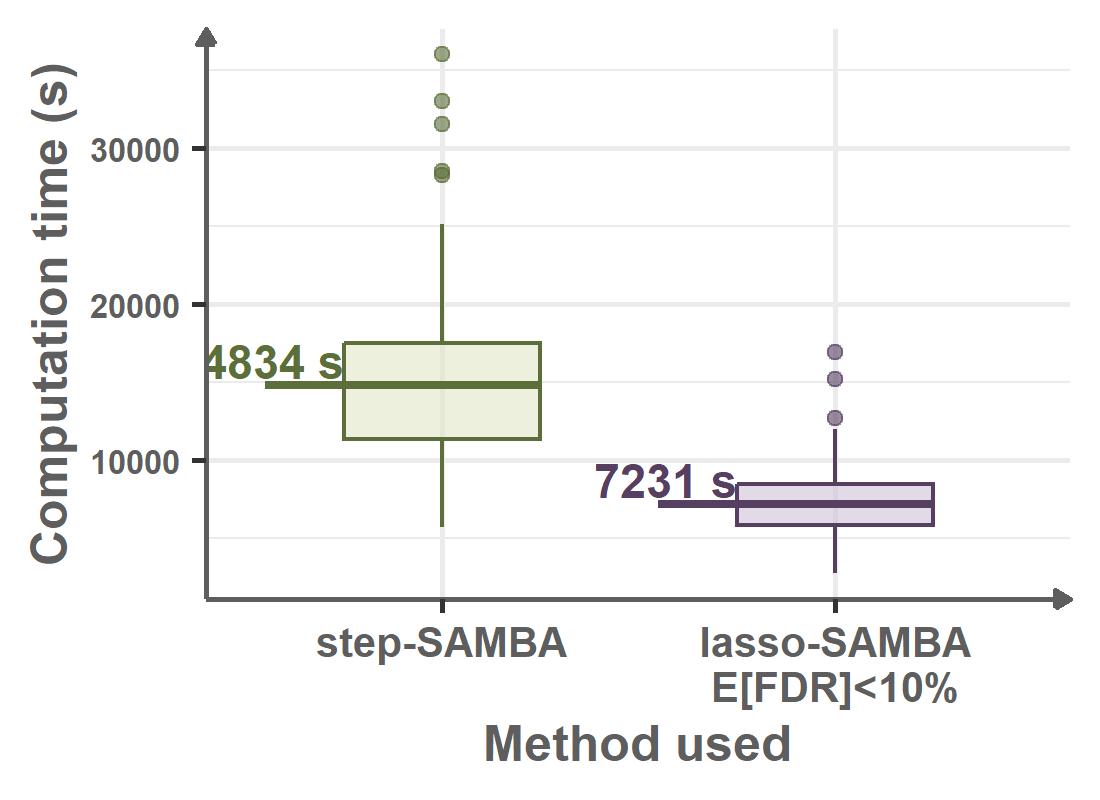 Computation time (s)
30000
20000
10000
4834 s
7231 s
step-SAMBA
lasso-SAMBA
E[FDR]<10%
Method used